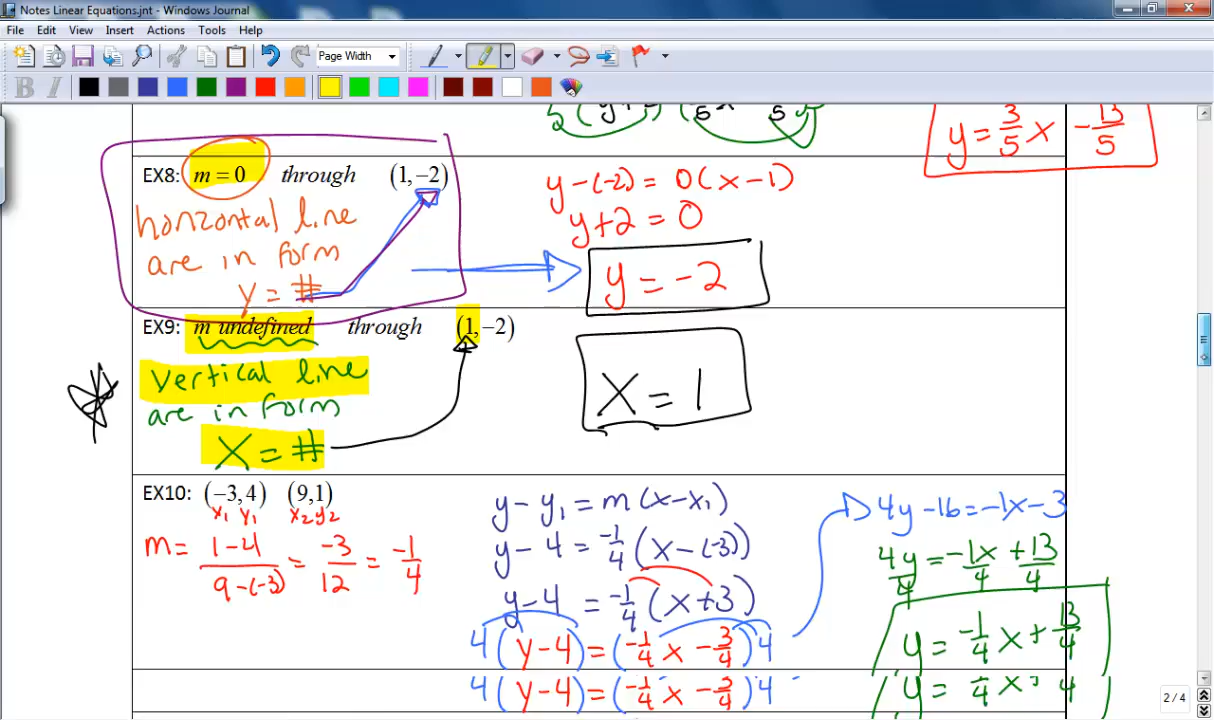 Notes Linear Equations.jnt - Windows Journal
File Edit View Insert Actions Tools Help
Page Width
B I
y = 3/5 x - 13/5
EX8: m = 0 through (1, −2)
horizontal line
are in form
y = #
y-(-2) = 0(x-1)
y+2 = 0
y = -2
EX9: m undefined through (1, −2)
vertical line
are in form
X = #
X = 1
EX10: (−3,4) (9,1)
x1 y1 x2 y2
m = 1-4 / 9-(-3) = -3/12 = -1/4
y - y1 = m (x-x1)
y - 4 = -1/4 (x-(-3))
y-4 = -1/4 (x+3)
4(y-4) = (-1/4 x - 3/4)4
4(y-4) = (-1/4 x - 3/4)4
4y-16=-1x-3
4y/4 = -1x/4 + 13/4
y = -1/4 x + 13/4
2 / 4